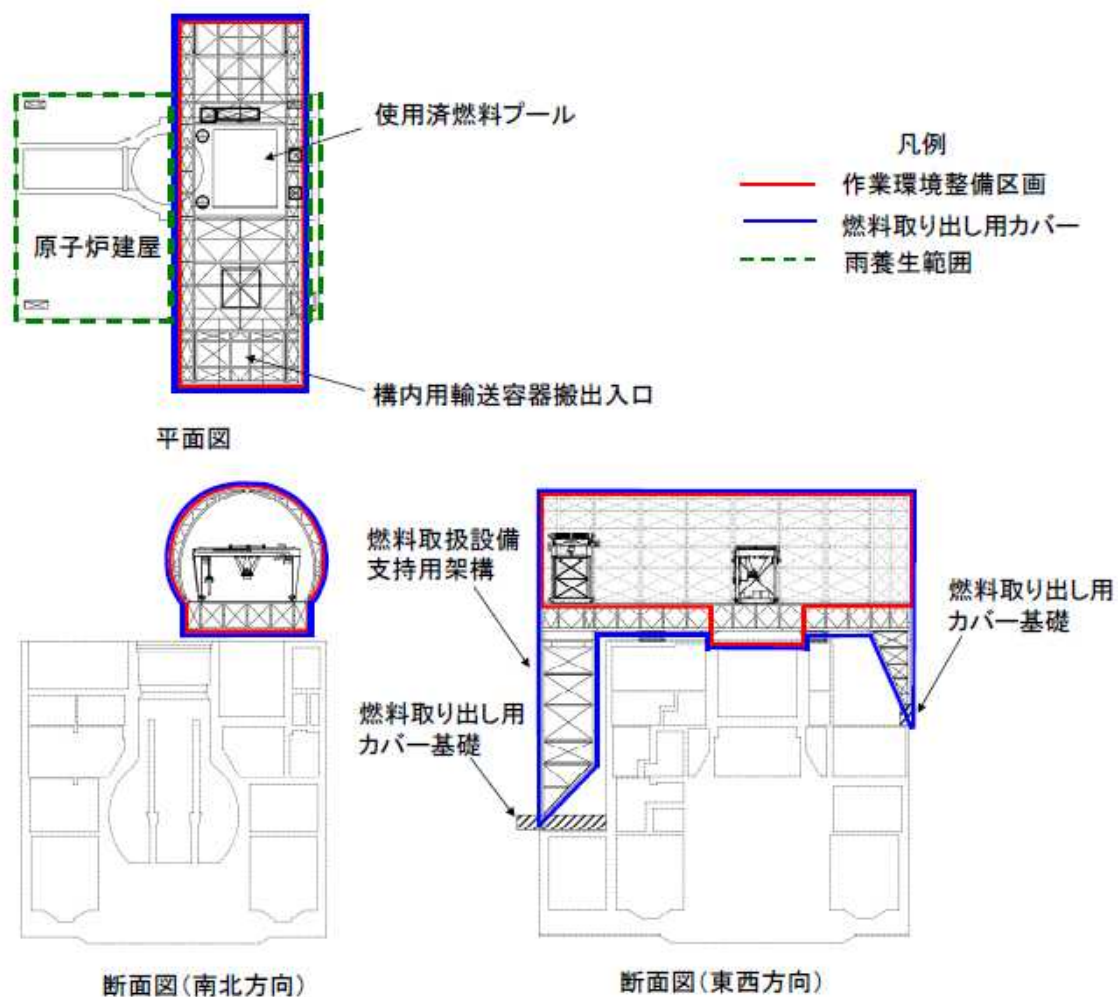 使用済燃料プール
原子炉建屋
構内用輸送容器搬出入口
平面図
凡例
作業環境整備区画
燃料取り出し用カバー
雨養生範囲
燃料取扱設備
支持用架構
燃料取り出し用
カバー基礎
燃料取り出し用
カバー基礎
断面図(南北方向)
断面図(東西方向)